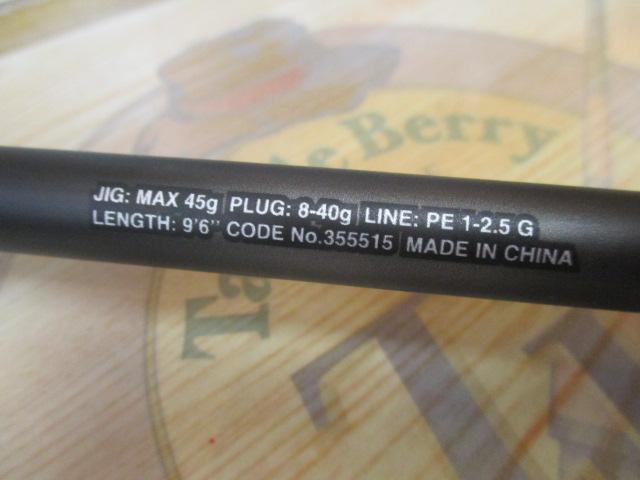 JIG: MAX 45g PLUG: 8-40g LINE: PE 1-2.5 G
LENGTH: 9'6" CODE No.355515 MADE IN CHINA
Berry